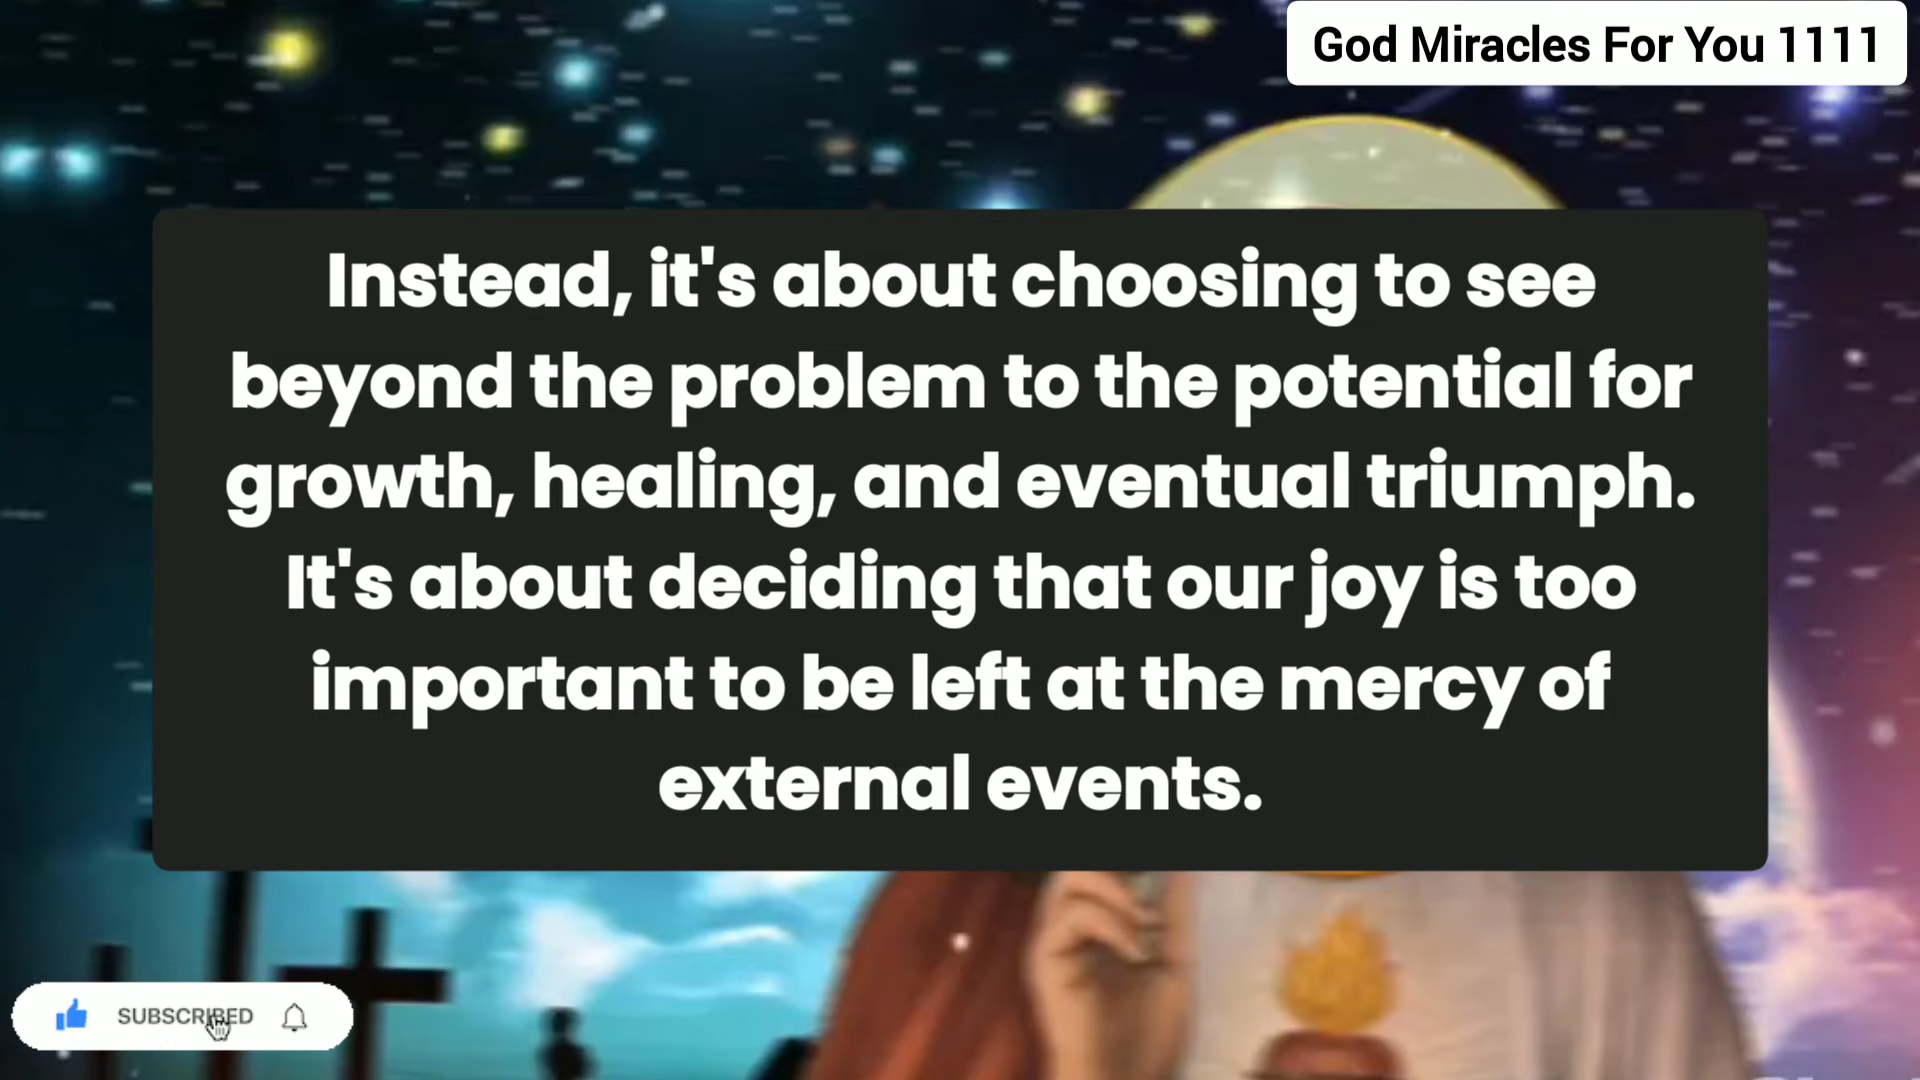 God Miracles For You 1111
Instead, it's about choosing to see
beyond the problem to the potential for
growth, healing, and eventual triumph.
It's about deciding that our joy is too
important to be left at the mercy of
external events.
SUBSCRIBED